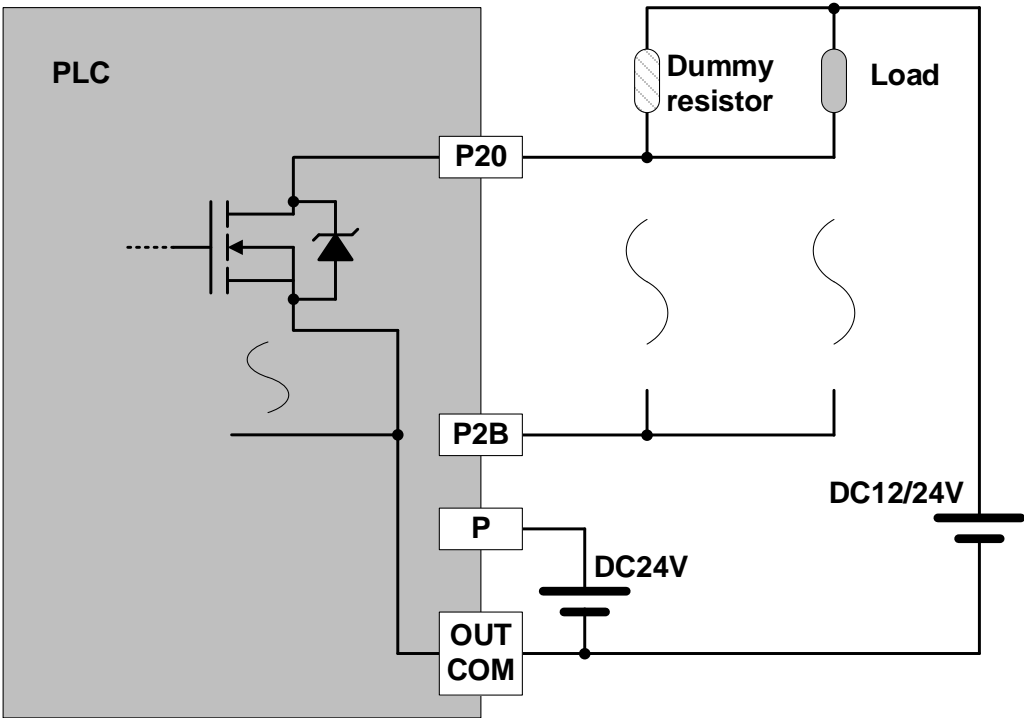 PLC
Dummy
resistor
Load
P20
P2B
DC12/24V
P
DC24V
OUT
COM